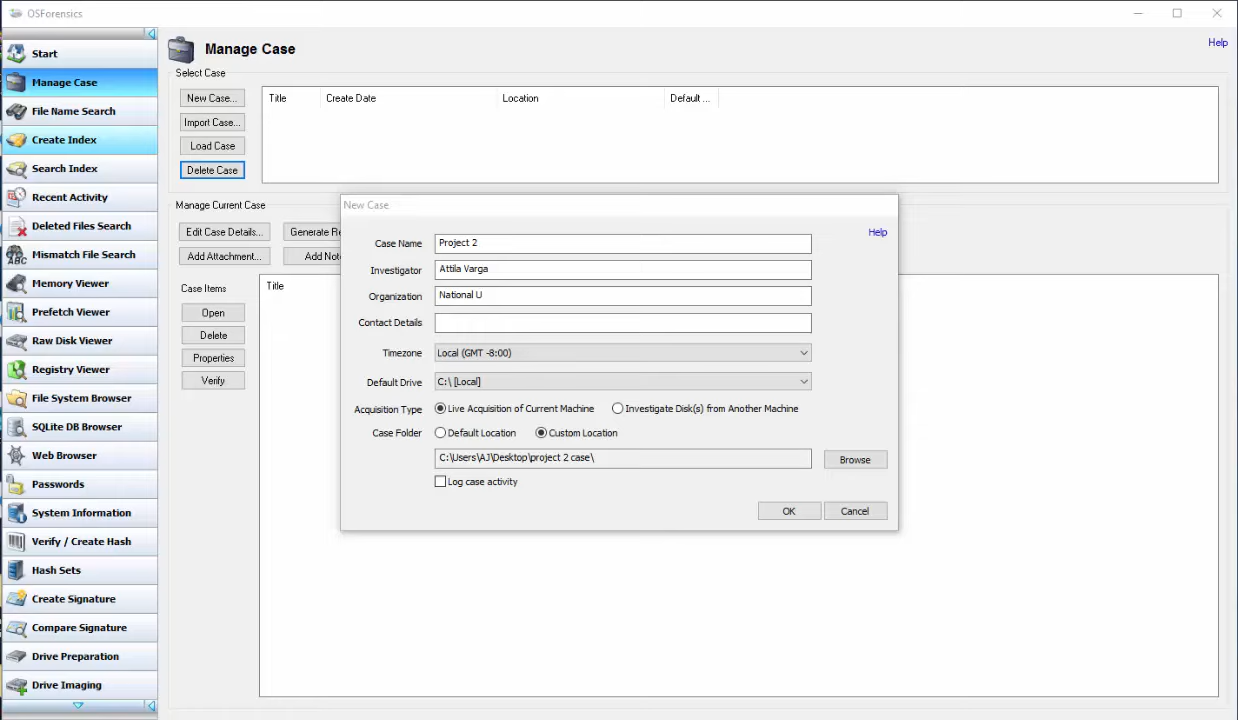 OSForensics
Start
Manage Case
File Name Search
Create Index
Search Index
Recent Activity
Deleted Files Search
Mismatch File Search
Memory Viewer
Prefetch Viewer
Raw Disk Viewer
Registry Viewer
File System Browser
SQLite DB Browser
Web Browser
Passwords
System Information
Verify / Create Hash
Hash Sets
Create Signature
Compare Signature
Drive Preparation
Drive Imaging
Manage Case
Help
Select Case
New Case...
Import Case...
Load Case
Delete Case
Title Create Date Location Default ...
Manage Current Case
Edit Case Details... Generate Re
Add Attachment... Add Not
Case Items
Open
Delete
Properties
Verify
Title
New Case
Help
Case Name Project 2
Investigator Attila Varga
Organization National U
Contact Details
Timezone Local (GMT -8:00)
Default Drive C:\ [Local]
Acquisition Type Live Acquisition of Current Machine Investigate Disk(s) from Another Machine
Case Folder Default Location Custom Location
C:\Users\AJ\Desktop\project 2 case\ Browse
Log case activity
OK Cancel